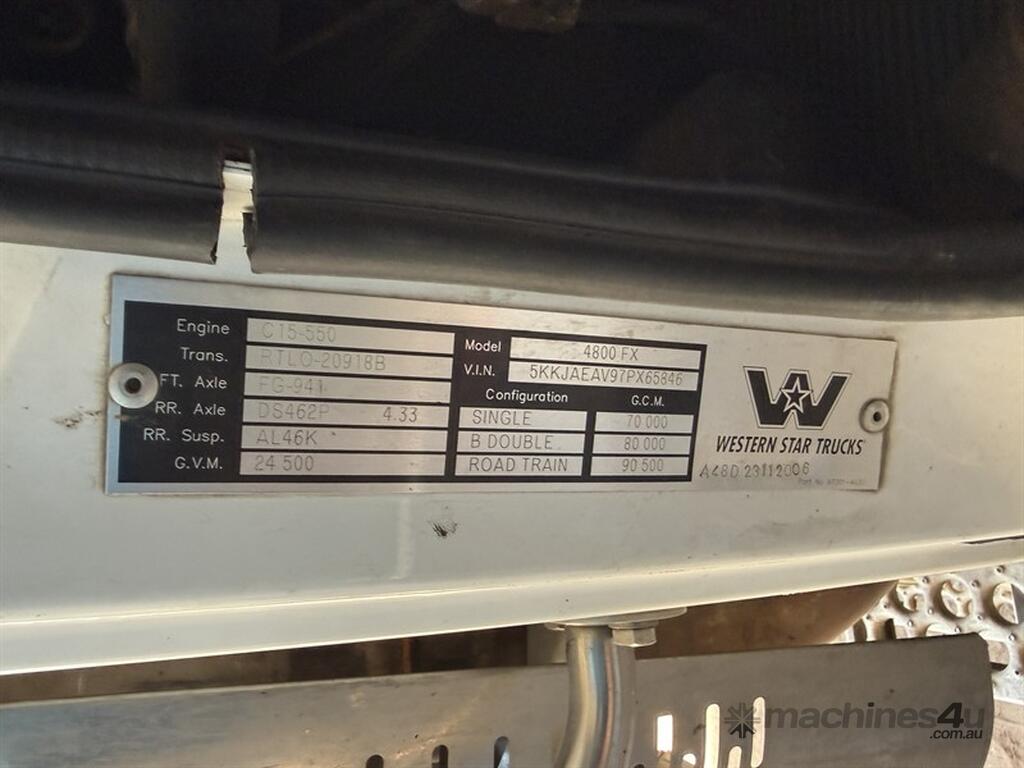 Engine C15-550
Trans. RTLO-20918B
FT. Axle FG-941
RR. Axle DS462P 4.33
RR. Susp. AL46K
G.V.M. 24 500
Model 4800 FX
V.I.N. 5KKJAEAV97PX65846
Configuration G.C.M.
SINGLE 70 000
B DOUBLE 80 000
ROAD TRAIN 90 500
WESTERN STAR TRUCKS
A48D 23112006
Part No
machines4u
.com.au